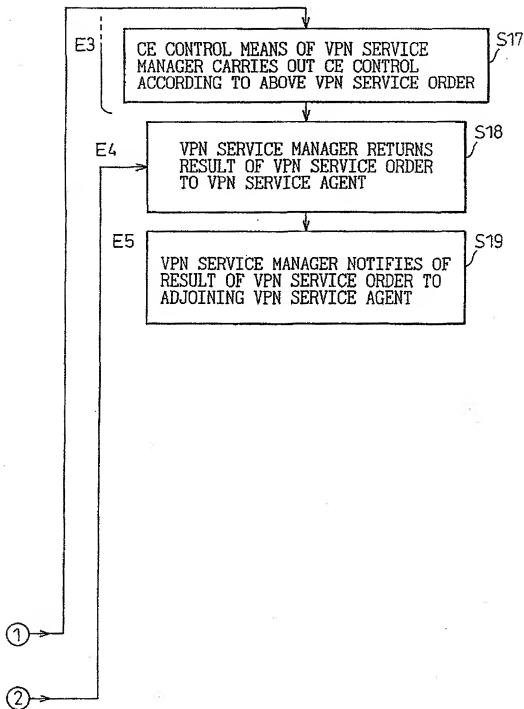 E3
S17
CE CONTROL MEANS OF VPN SERVICE
MANAGER CARRIES OUT CE CONTROL
ACCORDING TO ABOVE VPN SERVICE ORDER
E4
S18
VPN SERVICE MANAGER RETURNS
RESULT OF VPN SERVICE ORDER
TO VPN SERVICE AGENT
E5
S19
VPN SERVICE MANAGER NOTIFIES OF
RESULT OF VPN SERVICE ORDER TO
ADJOINING VPN SERVICE AGENT
1
2